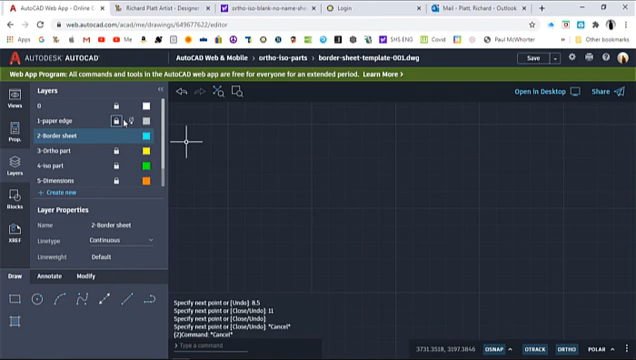 AutoCAD Web App - Online C
Richard Platt Artist - Designer
ortho-iso-blank-no-name-sh
Login
Mail - Platt, Richard - Outlook
web.autocad.com/acad/me/drawings/649677622/editor
Apps
Gmail
YouTube
Maps
Me
SHS ENG
Covid
Paul McWhorter
Other bookmarks
AUTODESK® AUTOCAD®
AutoCAD Web & Mobile > ortho-iso-parts > border-sheet-template-001.dwg
Save
Web App Program: All commands and tools in the AutoCAD web app are free for everyone for an extended period. Learn More >
Views
Prop.
Layers
Blocks
XREF
Layers
0
1-paper edge
2-Border sheet
3-Ortho part
4-Iso part
5-Dimensions
+ Create new
Layer Properties
Name 2-Border sheet
Linetype Continuous
Lineweight Default
Draw Annotate Modify
Open in Desktop
Share
Specify next point or [Undo] 8.5
Specify next point or [Close/Undo] 11
Specify next point or [Close/Undo]
Specify next point or [Close/Undo] *Cancel*
(2)Command: *Cancel*
Type a command
3731.3518, 3197.3846 OSNAP OTRACK ORTHO POLAR